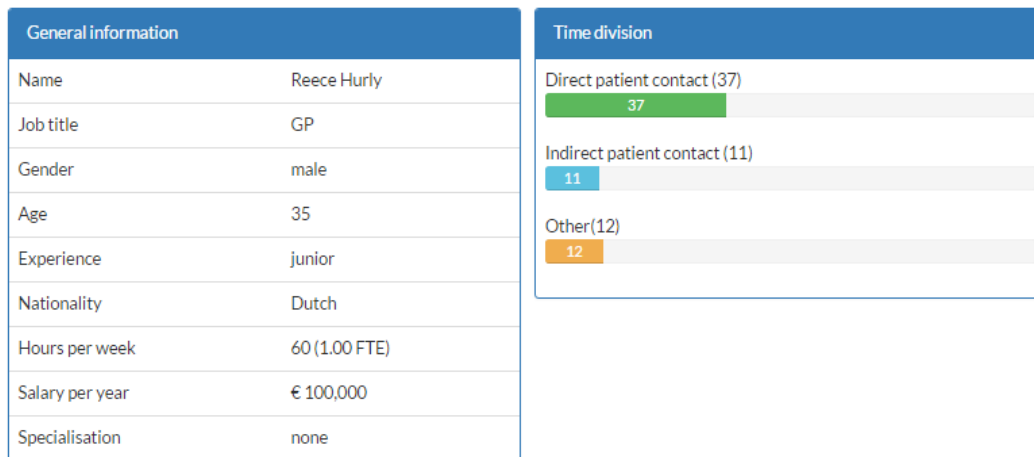 General information
Name Reece Hurly
Job title GP
Gender male
Age 35
Experience junior
Nationality Dutch
Hours per week 60 (1.00 FTE)
Salary per year € 100,000
Specialisation none
Time division
Direct patient contact (37)
37
Indirect patient contact (11)
11
Other(12)
12